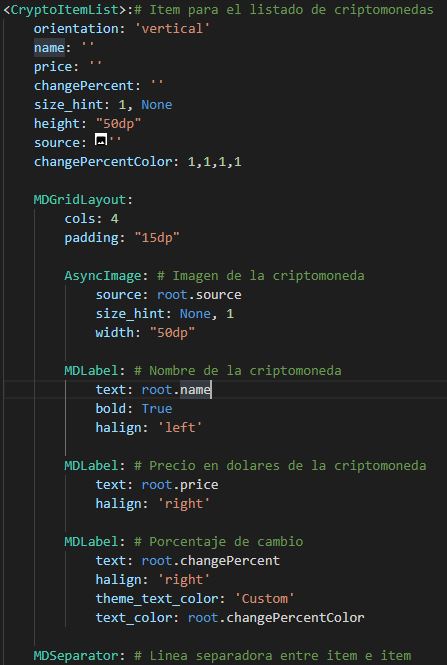 <CryptoItemList>:# Item para el listado de criptomonedas
    orientation: 'vertical'
    name: ''
    price: ''
    changePercent: ''
    size_hint: 1, None
    height: "50dp"
    source: ''
    changePercentColor: 1,1,1,1

    MDGridLayout:
        cols: 4
        padding: "15dp"

        AsyncImage: # Imagen de la criptomoneda
            source: root.source
            size_hint: None, 1
            width: "50dp"

        MDLabel: # Nombre de la criptomoneda
            text: root.name
            bold: True
            halign: 'left'

        MDLabel: # Precio en dolares de la criptomoneda
            text: root.price
            halign: 'right'

        MDLabel: # Porcentaje de cambio
            text: root.changePercent
            halign: 'right'
            theme_text_color: 'Custom'
            text_color: root.changePercentColor

    MDSeparator: # Linea separadora entre item e item